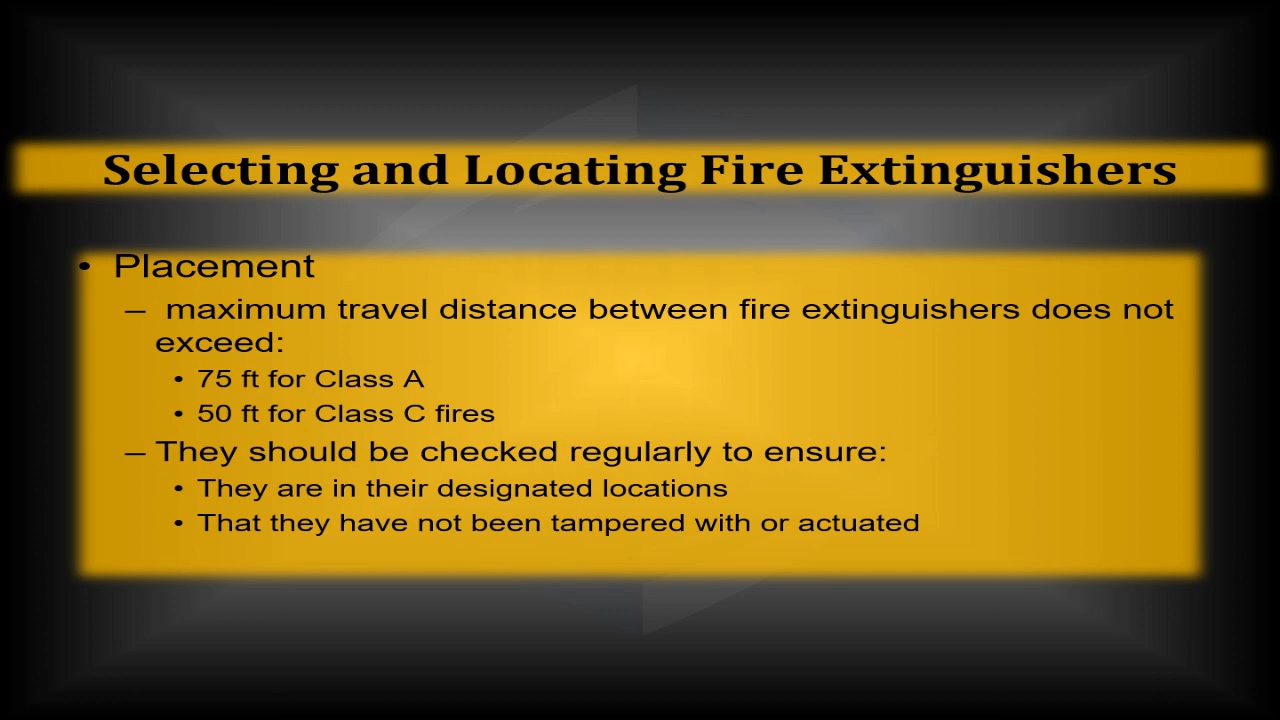 Selecting and Locating Fire Extinguishers
• Placement
– maximum travel distance between fire extinguishers does not
exceed:
• 75 ft for Class A
• 50 ft for Class C fires
– They should be checked regularly to ensure:
• They are in their designated locations
• That they have not been tampered with or actuated